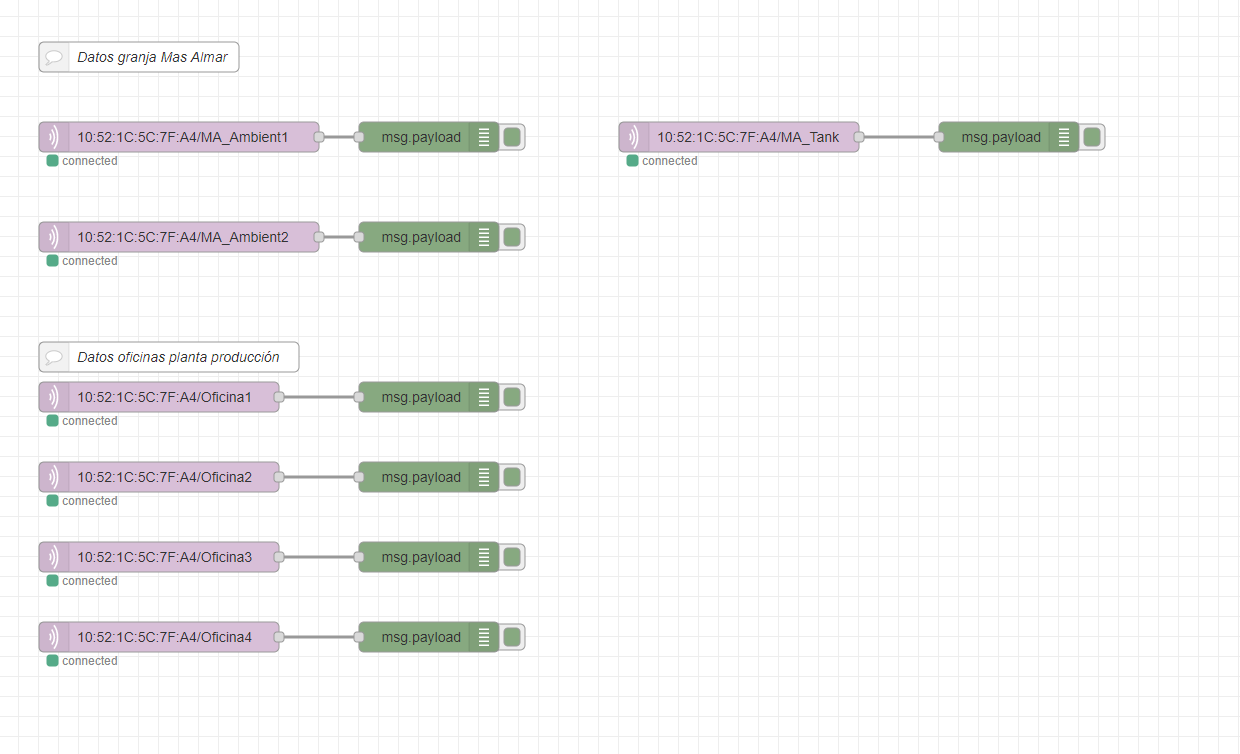 Datos granja Mas Almar
10:52:1C:5C:7F:A4/MA_Ambient1
msg.payload
10:52:1C:5C:7F:A4/MA_Tank
msg.payload
connected
connected
10:52:1C:5C:7F:A4/MA_Ambient2
msg.payload
connected
Datos oficinas planta producción
10:52:1C:5C:7F:A4/Oficina1
msg.payload
connected
10:52:1C:5C:7F:A4/Oficina2
msg.payload
connected
10:52:1C:5C:7F:A4/Oficina3
msg.payload
connected
10:52:1C:5C:7F:A4/Oficina4
msg.payload
connected